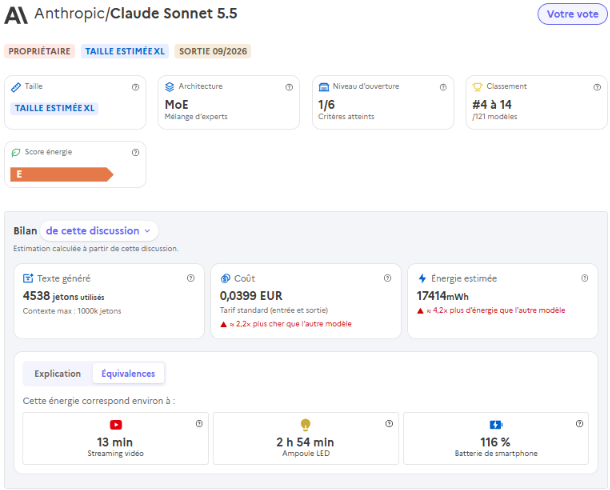 Anthropic/Claude Sonnet 5.5
Votre vote
PROPRIÉTAIRE TAILLE ESTIMÉE XL SORTIE 09/2026
Taille
TAILLE ESTIMÉE XL
Architecture
MoE
Mélange d'experts
Niveau d'ouverture
1/6
Critères atteints
Classement
#4 à 14
/121 modèles
Score énergie
E
Bilan de cette discussion
Estimation calculée à partir de cette discussion.
Texte généré
4538 jetons utilisés
Contexte max : 1000k jetons
Coût
0,0399 EUR
Tarif standard (entrée et sortie)
≈ 2,2x plus cher que l'autre modèle
Énergie estimée
17414mWh
≈ 4,2x plus d'énergie que l'autre modèle
Explication Équivalences
Cette énergie correspond environ à :
13 min
Streaming vidéo
2 h 54 min
Ampoule LED
116 %
Batterie de smartphone